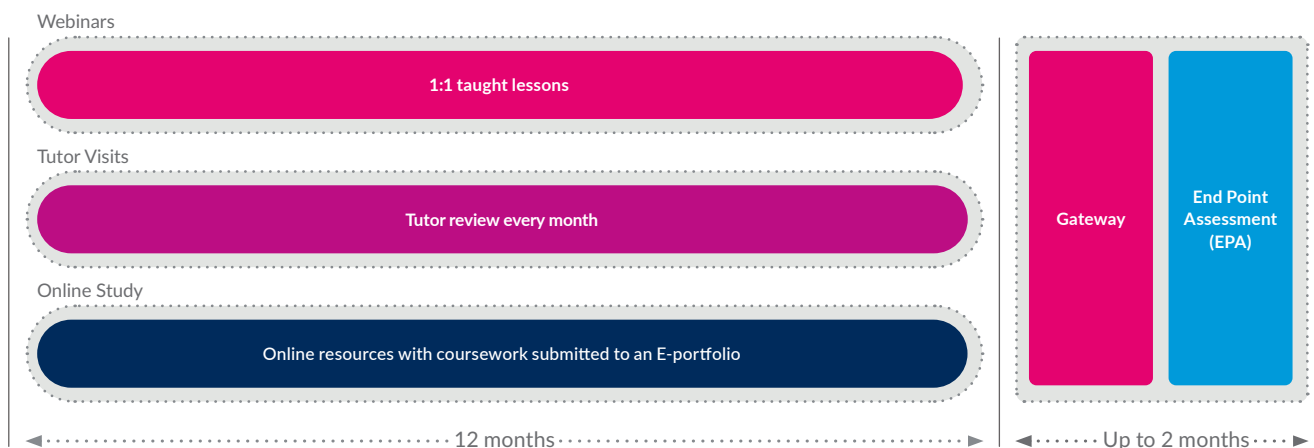 Webinars
1:1 taught lessons
Tutor Visits
Tutor review every month
Online Study
Online resources with coursework submitted to an E-portfolio
12 months
Gateway
End Point
Assessment
(EPA)
Up to 2 months